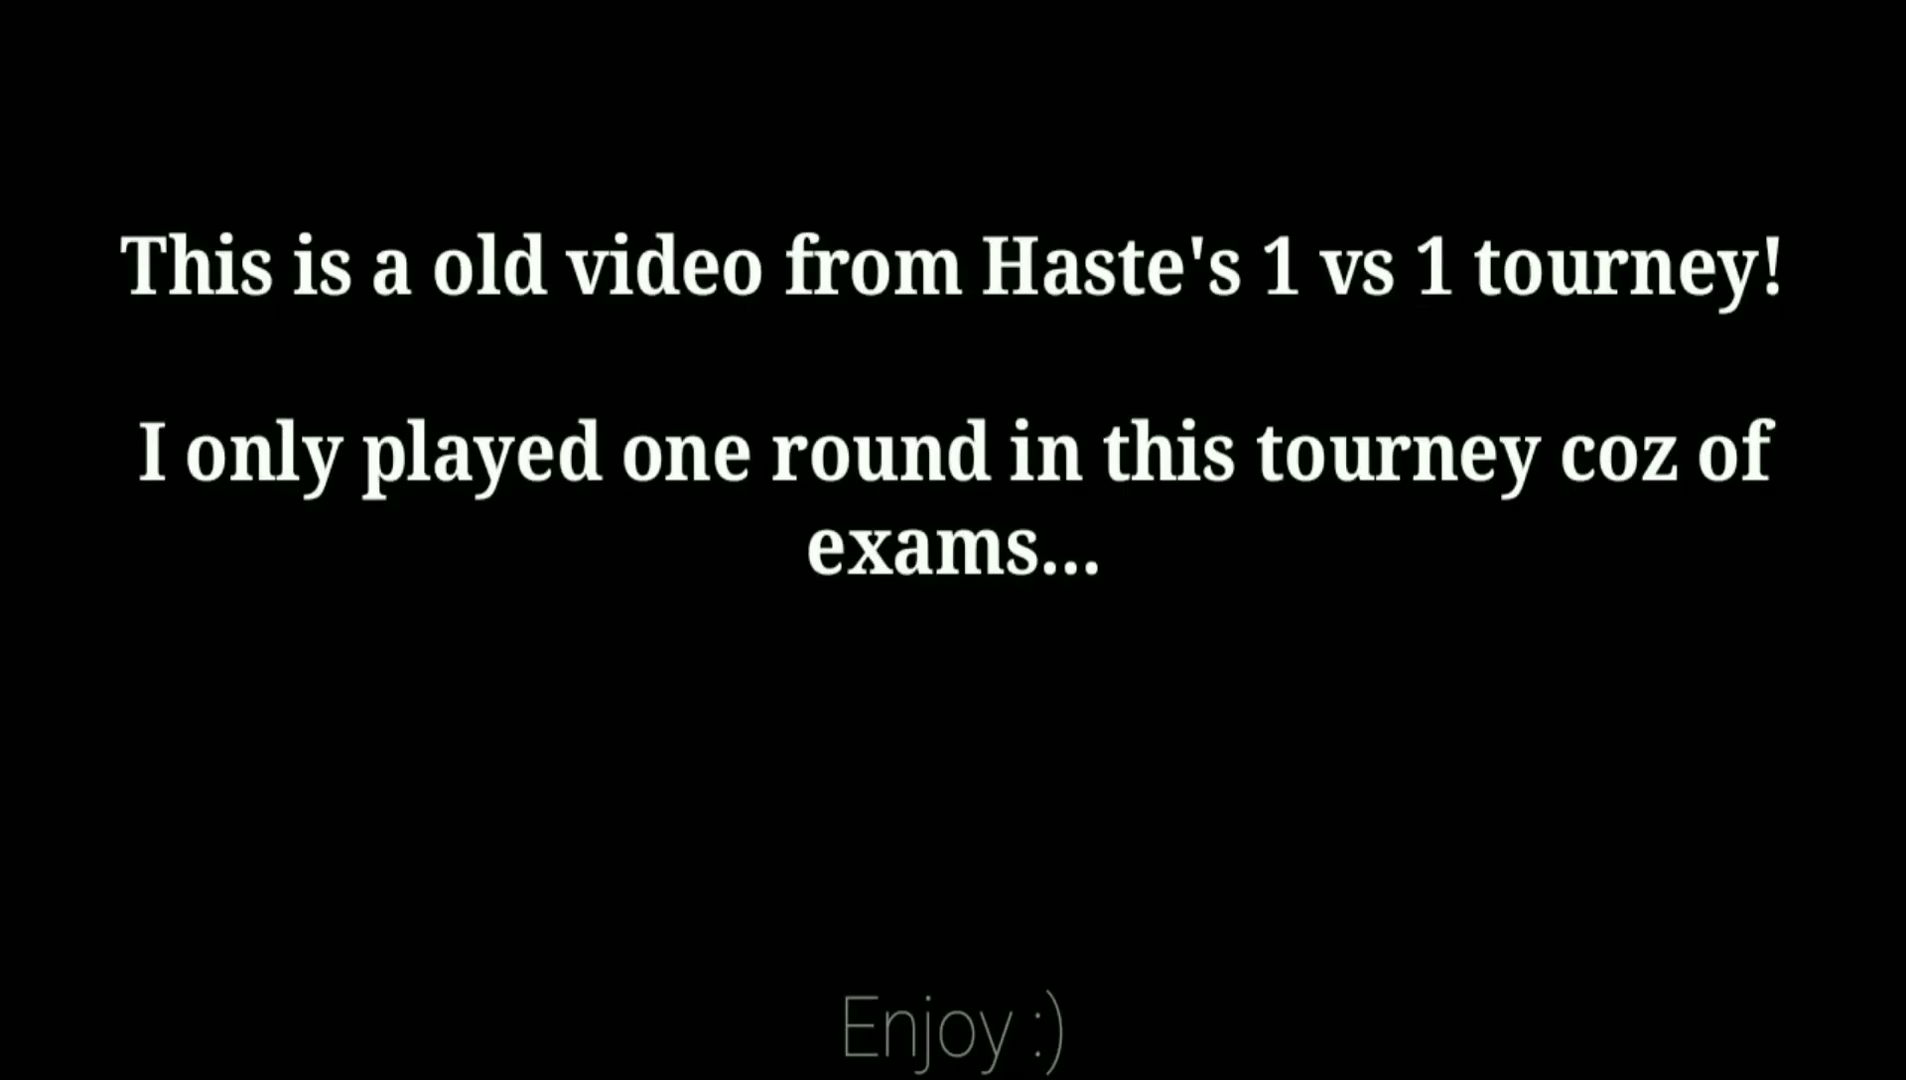 This is a old video from Haste's 1 vs 1 tourney!
I only played one round in this tourney coz of
exams...
Enjoy :)